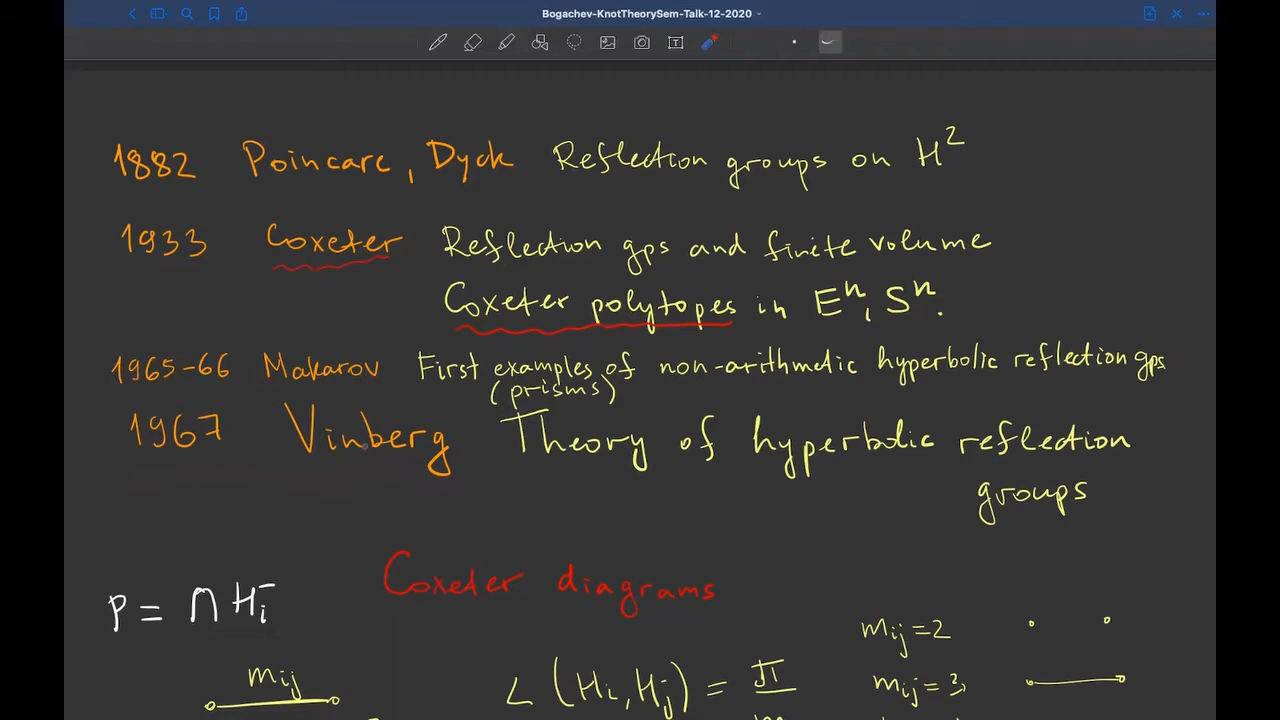 Bogachev-KnotTheorySem-Talk-12-2020
1882 Poincare, Dyck Reflection groups on H²
1933 Coxeter Reflection gps and finite volume
Coxeter polytopes in Eⁿ, Sⁿ.
1965-66 Makarov First examples of non-arithmetic hyperbolic reflection gps
(prisms)
1967 Vinberg Theory of hyperbolic reflection
groups
Coxeter diagrams
P = ∩ Hᵢ⁻
mij=2
mij
∠ (Hi, Hj) = π
mij=3,